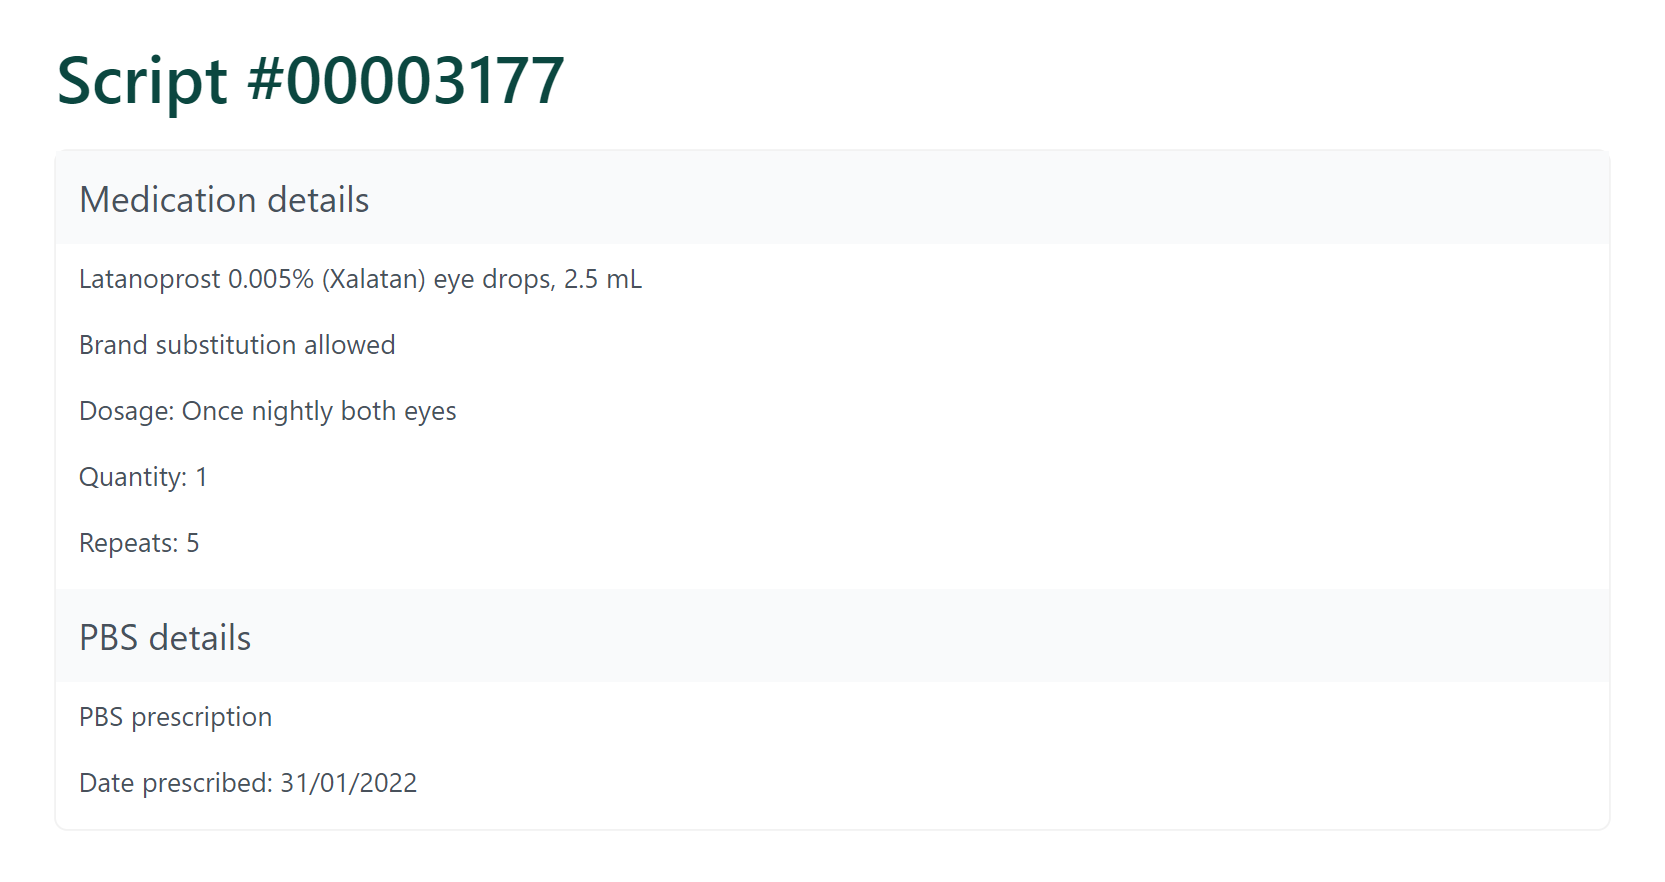 Script #00003177
Medication details
Latanoprost 0.005% (Xalatan) eye drops, 2.5 mL
Brand substitution allowed
Dosage: Once nightly both eyes
Quantity: 1
Repeats: 5
PBS details
PBS prescription
Date prescribed: 31/01/2022